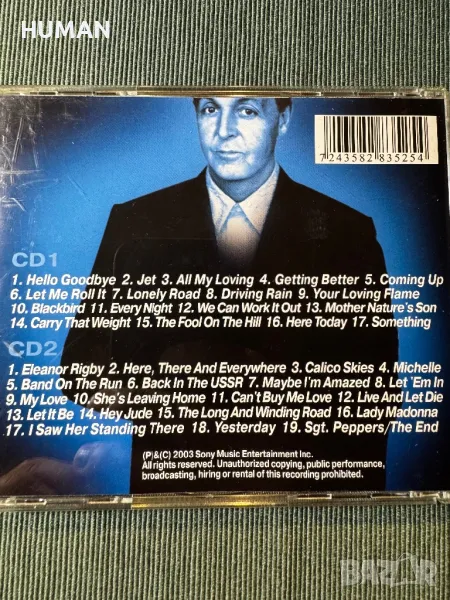 HUMAN
7243582 835254
CD1
1. Hello Goodbye 2. Jet 3. All My Loving 4. Getting Better 5. Coming Up
6. Let Me Roll It 7. Lonely Road 8. Driving Rain 9. Your Loving Flame
10. Blackbird 11. Every Night 12. We Can Work It Out 13. Mother Nature's Son
14. Carry That Weight 15. The Fool On The Hill 16. Here Today 17. Something
CD2
1. Eleanor Rigby 2. Here, There And Everywhere 3. Calico Skies 4. Michelle
5. Band On The Run 6. Back In The USSR 7. Maybe I'm Amazed 8. Let 'Em In
9. My Love 10. She's Leaving Home 11. Can't Buy Me Love 12. Live And Let Die
13. Let It Be 14. Hey Jude 15. The Long And Winding Road 16. Lady Madonna
17. I Saw Her Standing There 18. Yesterday 19. Sgt. Peppers/The End
(P)&(C) 2003 Sony Music Entertainment Inc.
All rights reserved. Unauthorized copying, public performance,
broadcasting, hiring or rental of this recording prohibited.
BAZAR